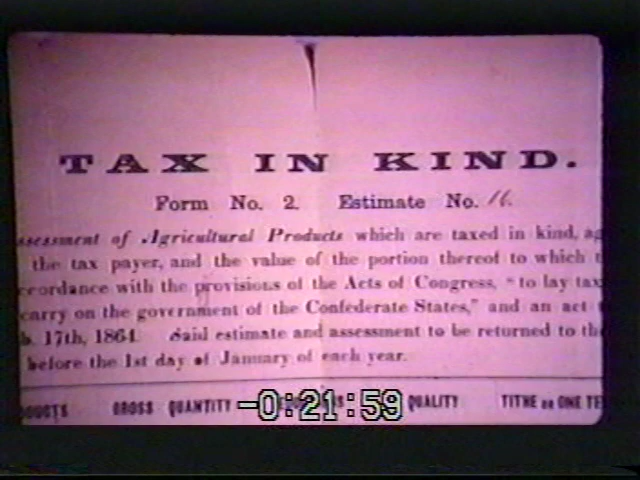 TAX IN KIND.
Form No. 2. Estimate No. 16.
ssessment of Agricultural Products which are taxed in kind, ag
the tax payer, and the value of the portion thereof to which t
ccordance with the provisions of the Acts of Congress, "to lay tax
carry on the government of the Confederate States," and an act
b. 17th, 1864. Said estimate and assessment to be returned to the
before the 1st day of January of each year.
DUCTS GROSS QUANTITY QUALITY TITHE or ONE TE
-0:21:59